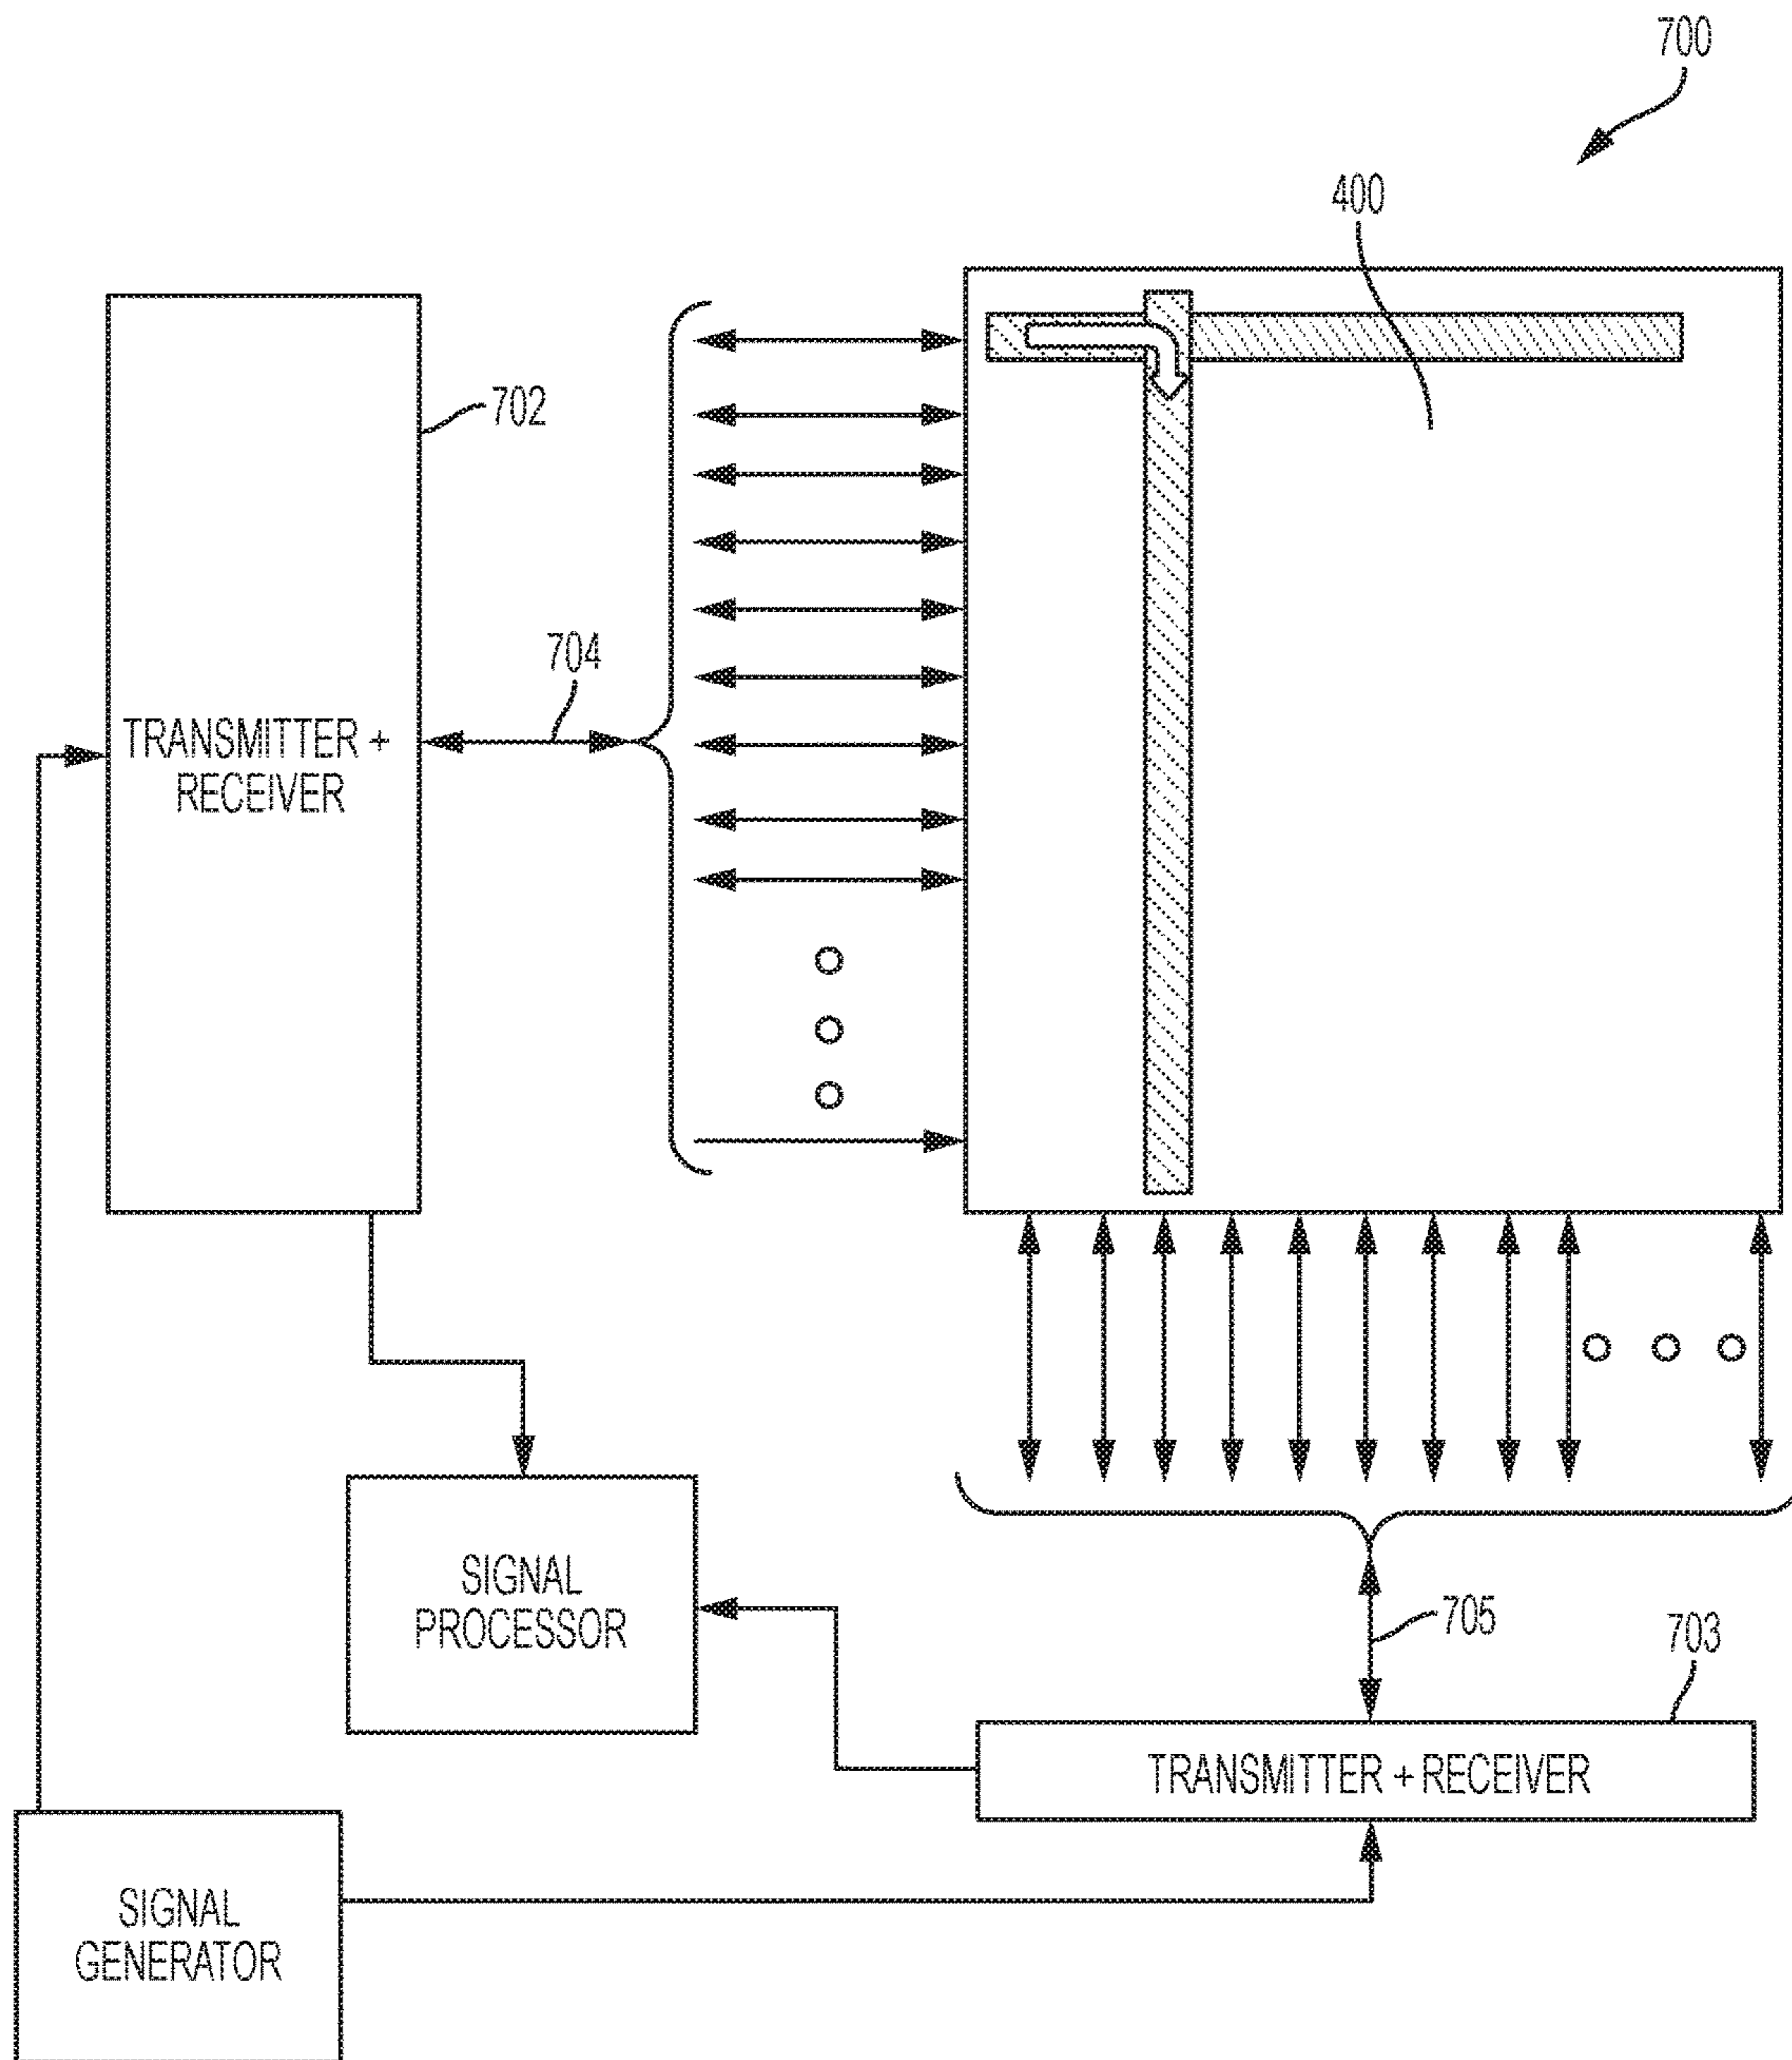 700
400
702
704
TRANSMITTER +
RECEIVER
SIGNAL
PROCESSOR
705
703
TRANSMITTER + RECEIVER
SIGNAL
GENERATOR